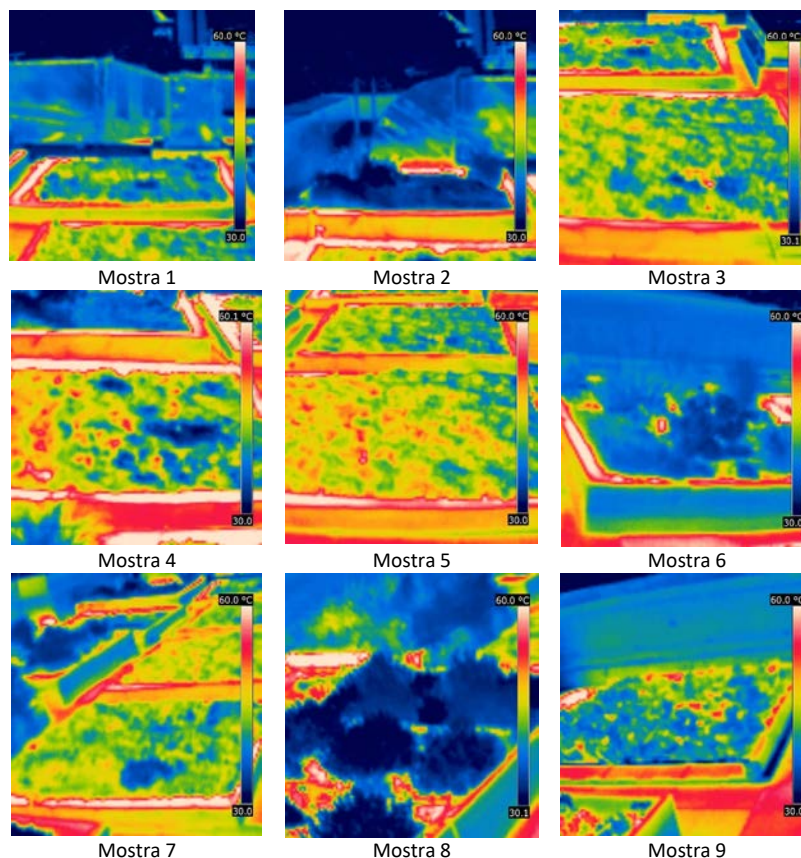 60.0 °C
30.0
Mostra 1
60.0 °C
30.0
Mostra 2
60.0 °C
30.1
Mostra 3
60.1 °C
30.0
Mostra 4
60.0 °C
30.0
Mostra 5
60.0 °C
30.0
Mostra 6
60.0 °C
30.0
Mostra 7
60.0 °C
30.1
Mostra 8
60.0 °C
30.0
Mostra 9